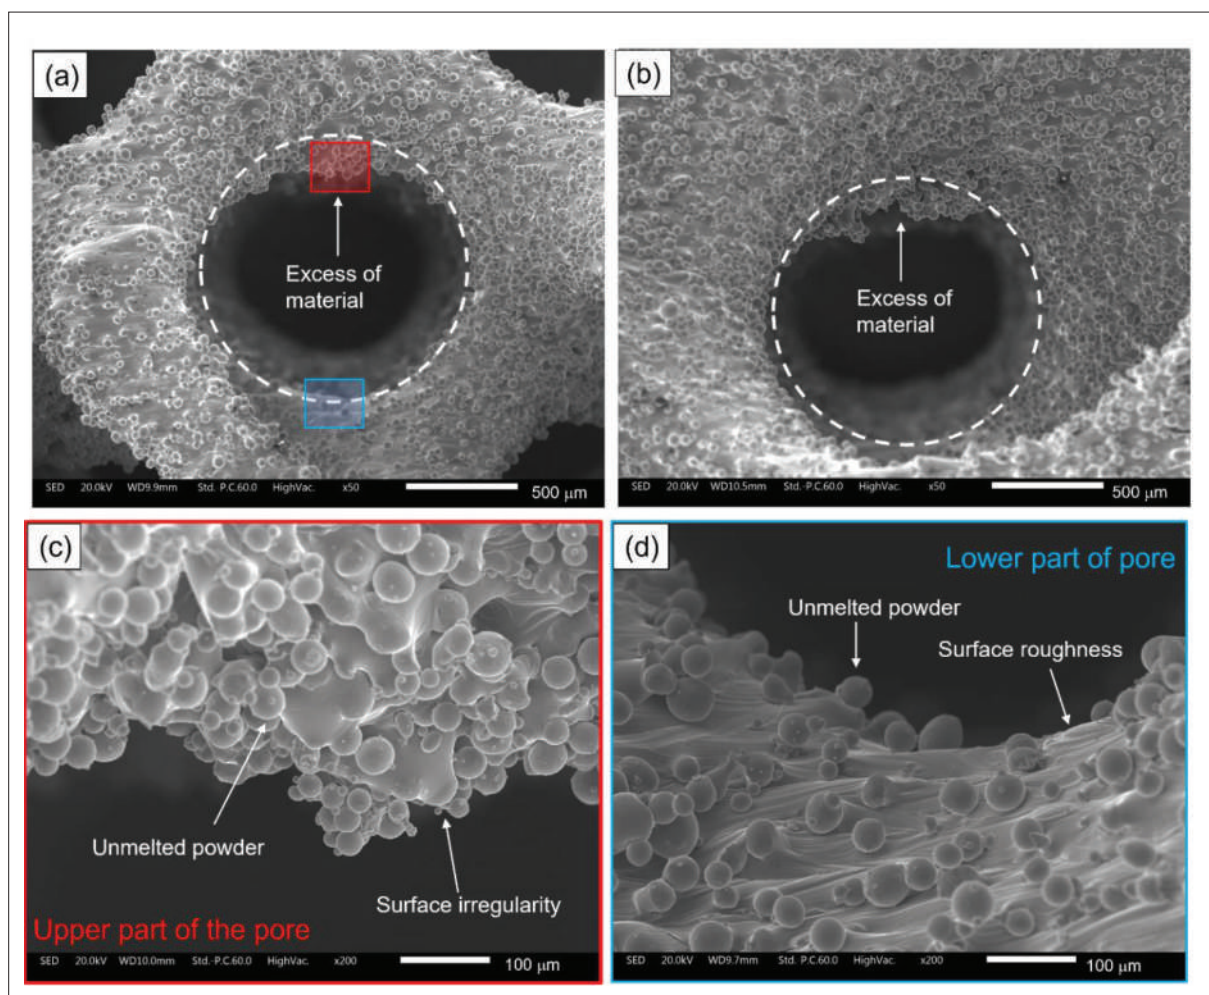 (a)
Excess of
material
SED 20.0kV WD9.9mm Std. P.C.60.0 HighVac. x50 500 μm
(b)
Excess of
material
SED 20.0kV WD10.5mm Std. P.C.60.0 HighVac. x50 500 μm
(c)
Unmelted powder
Surface irregularity
Upper part of the pore
SED 20.0kV WD10.0mm Std.-P.C.60.0 HighVac. x200 100 μm
(d)
Lower part of pore
Unmelted powder
Surface roughness
SED 20.0kV WD9.7mm Std.-P.C.60.0 HighVac. x200 100 μm